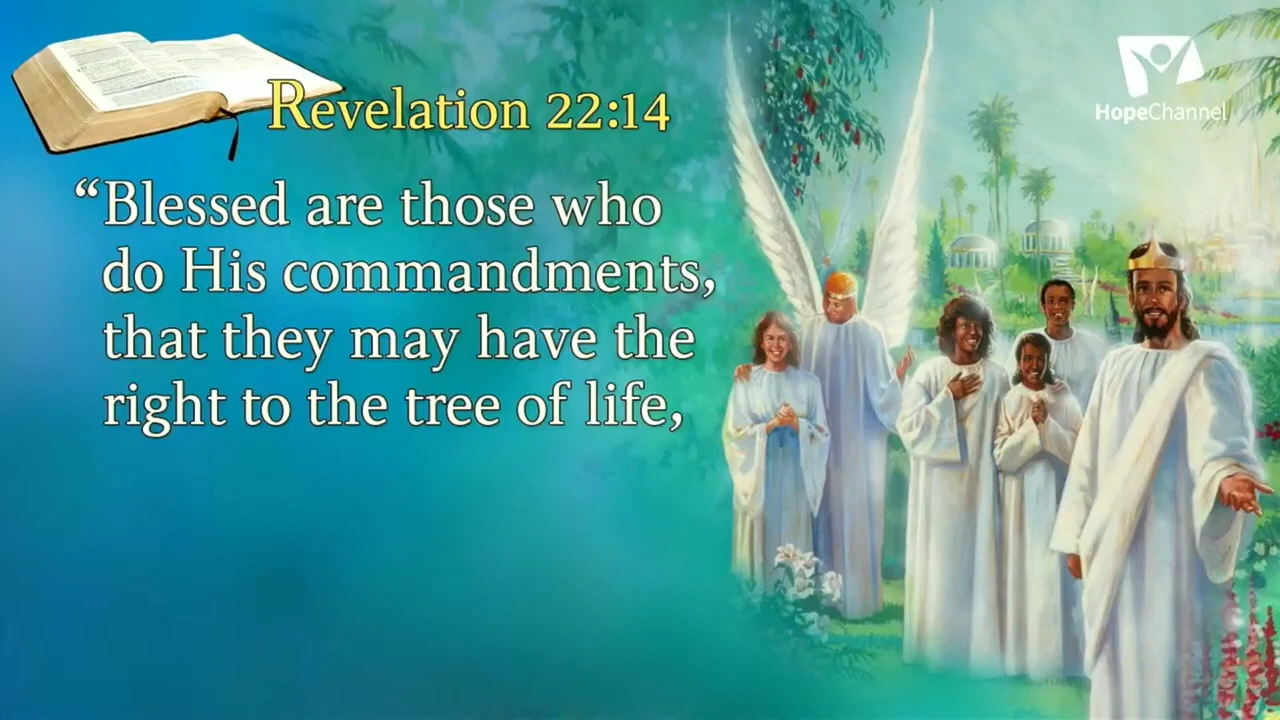 Revelation 22:14
HopeChannel
“Blessed are those who
do His commandments,
that they may have the
right to the tree of life,